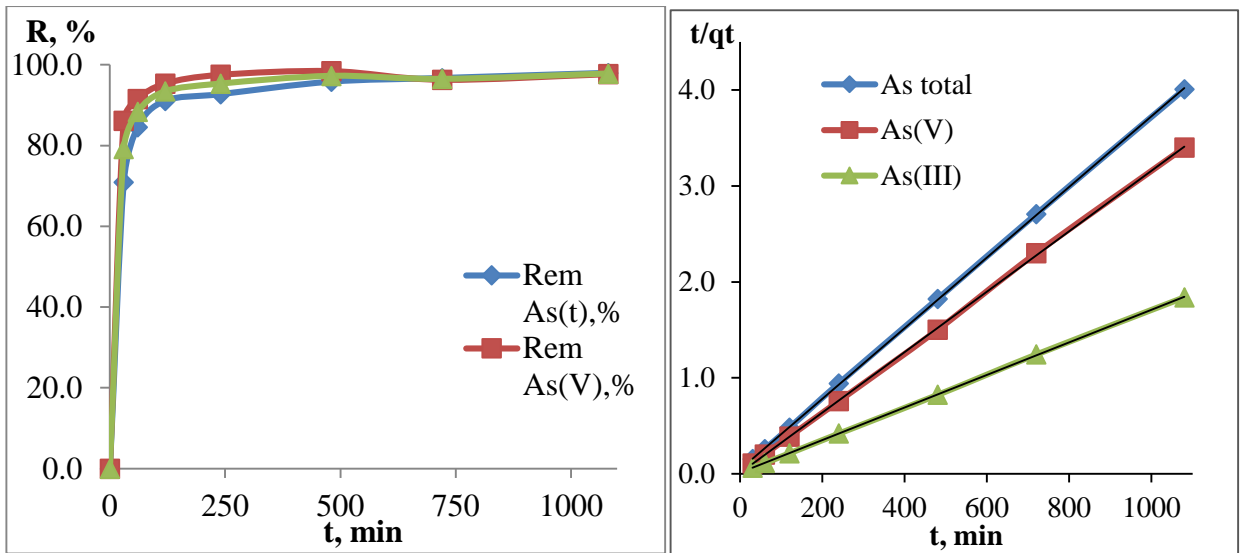 R, %
100.0
80.0
60.0
40.0
20.0
0.0
0
250
500
750
1000
t, min
Rem
As(t),%
Rem
As(V),%
t/qt
4.0
3.0
2.0
1.0
0.0
0
200
400
600
800
1000
t, min
As total
As(V)
As(III)